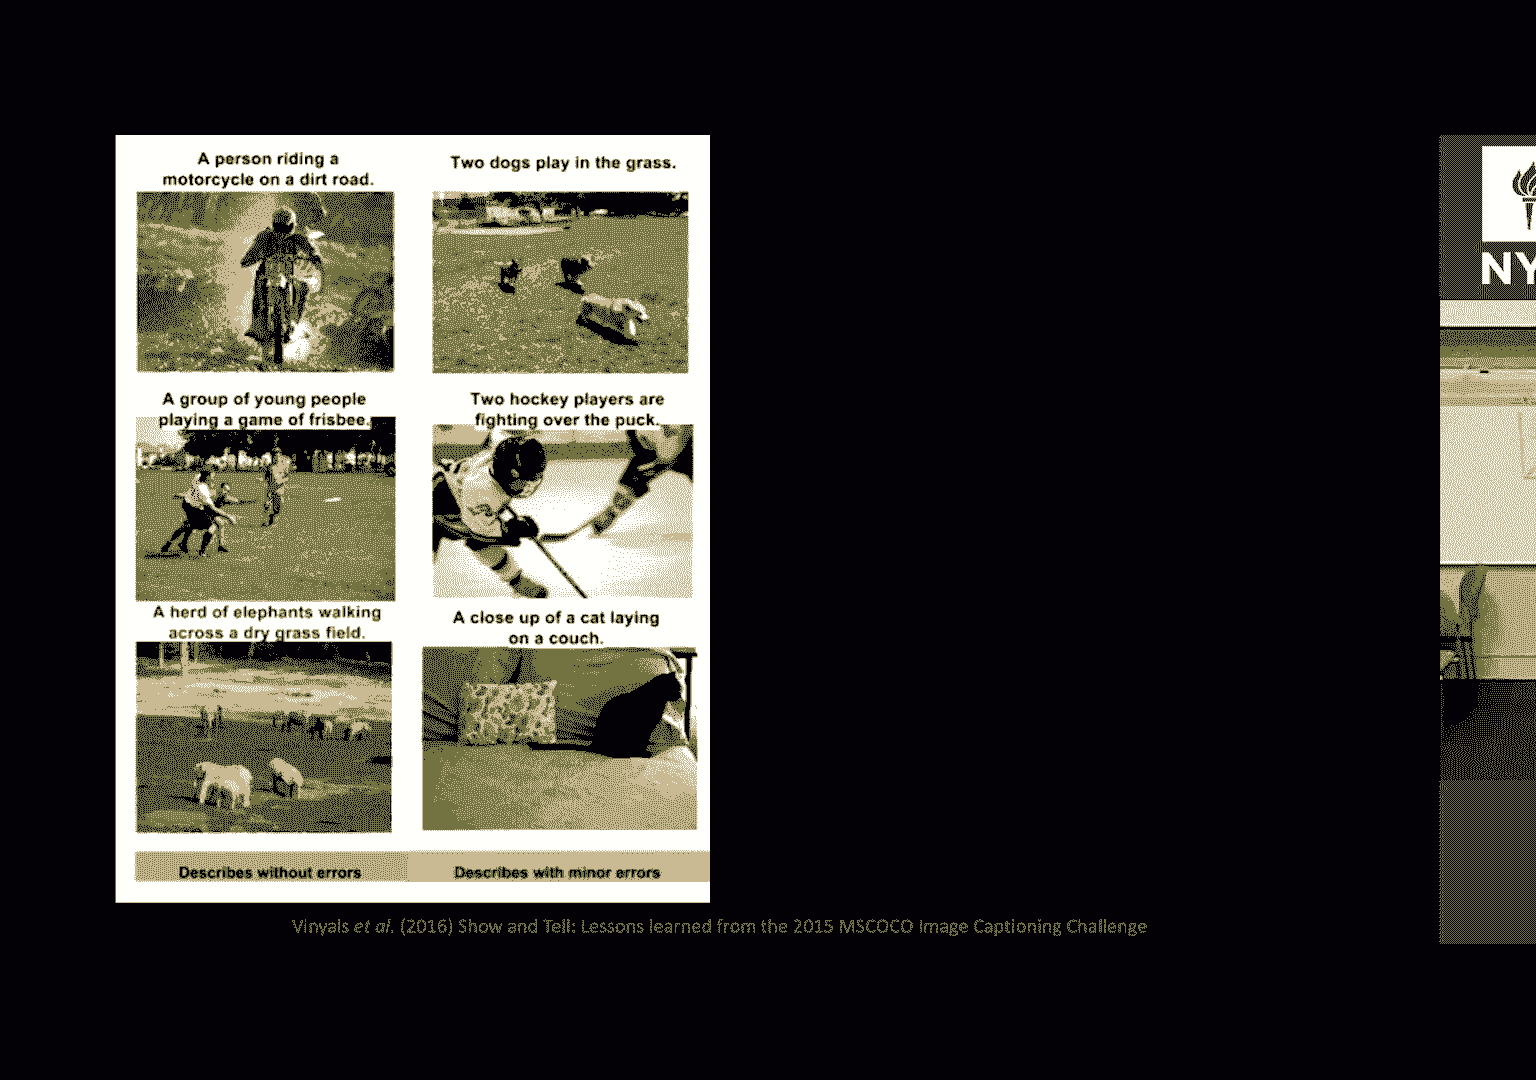 A person riding a
motorcycle on a dirt road.
Two dogs play in the grass.
A group of young people
playing a game of frisbee.
Two hockey players are
fighting over the puck.
A herd of elephants walking
across a dry grass field.
A close up of a cat laying
on a couch.
Describes without errors
Describes with minor errors
Vinyals et al. (2016) Show and Tell: Lessons learned from the 2015 MSCOCO Image Captioning Challenge
NY